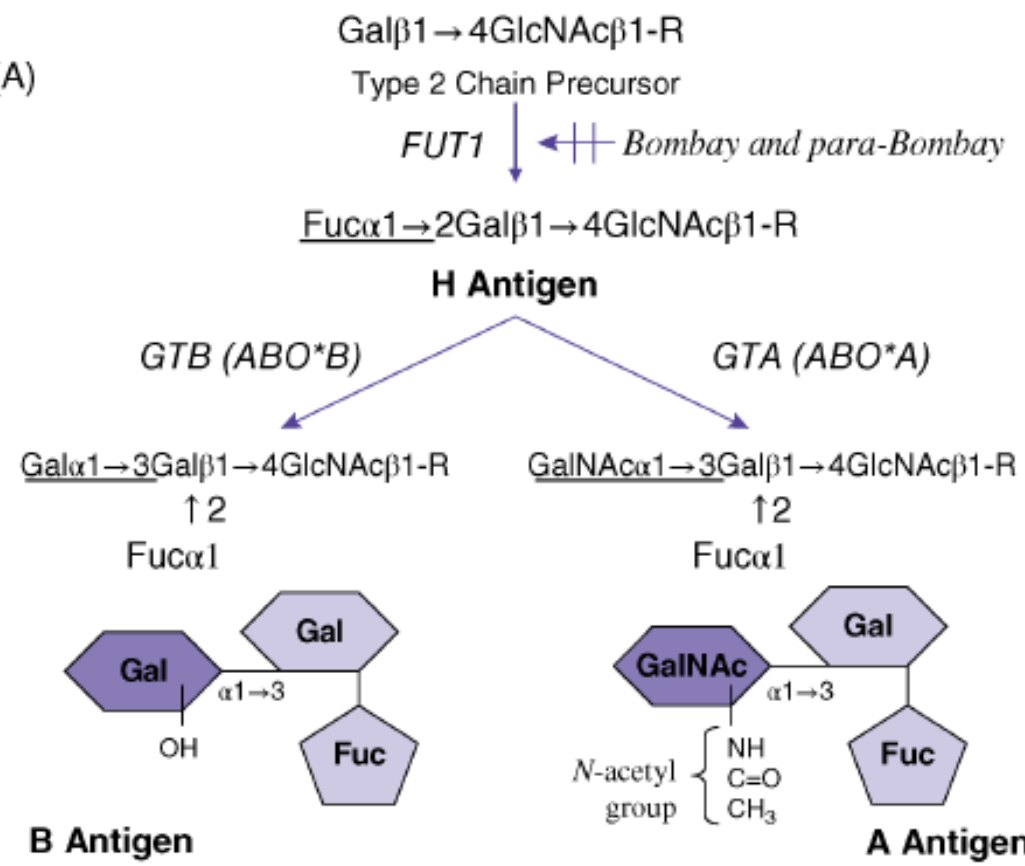 Galβ1→4GlcNAcβ1-R
(A)
Type 2 Chain Precursor
FUT1
Bombay and para-Bombay
Fucα1→2Galβ1→4GlcNAcβ1-R
H Antigen
GTB (ABO*B)
GTA (ABO*A)
Galα1→3Galβ1→4GlcNAcβ1-R
↑2
Fucα1
GalNAcα1→3Galβ1→4GlcNAcβ1-R
↑2
Fucα1
Gal
Gal
α1→3
OH
Fuc
B Antigen
Gal
GalNAc
α1→3
N-acetyl
group
NH
C=O
CH₃
Fuc
A Antigen